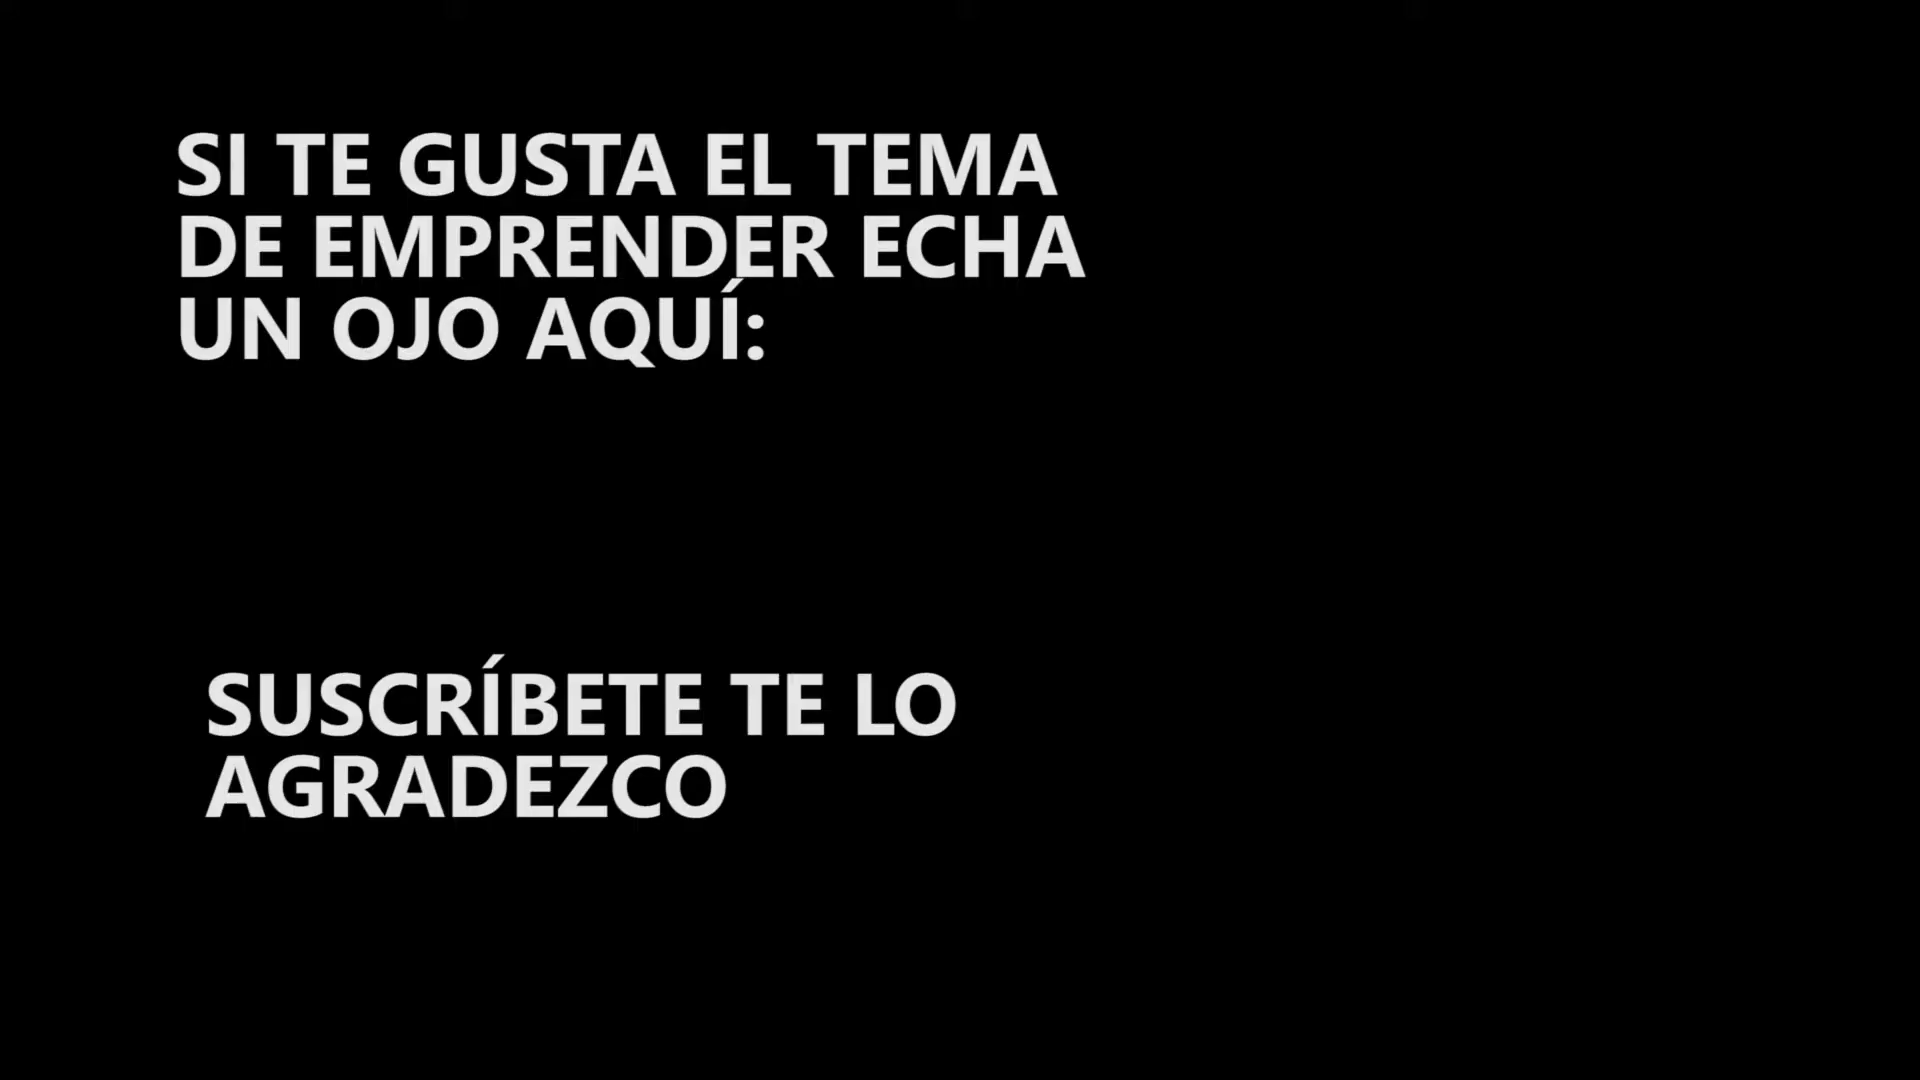 SI TE GUSTA EL TEMA
DE EMPRENDER ECHA
UN OJO AQUÍ:
SUSCRÍBETE TE LO
AGRADEZCO